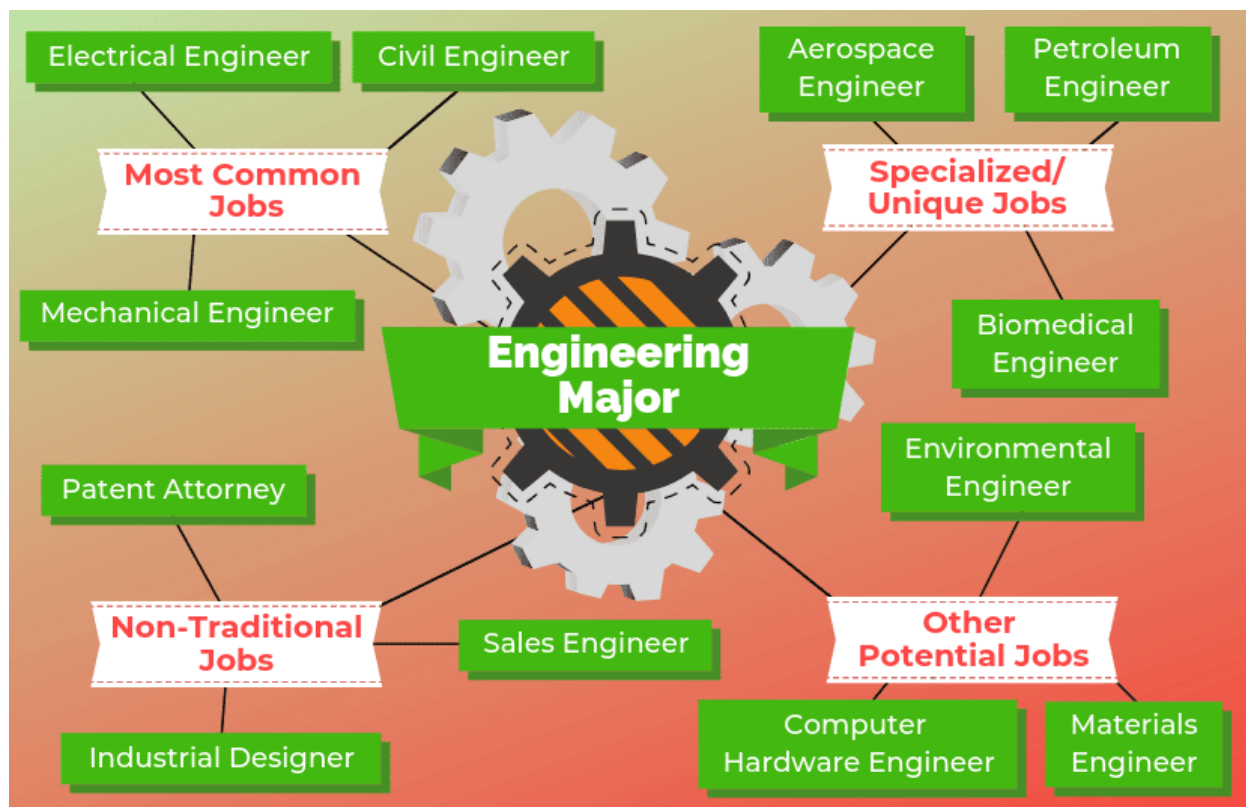 Electrical Engineer
Civil Engineer
Most Common
Jobs
Mechanical Engineer
Aerospace
Engineer
Petroleum
Engineer
Specialized/
Unique Jobs
Biomedical
Engineer
Engineering
Major
Patent Attorney
Non-Traditional
Jobs
Sales Engineer
Industrial Designer
Environmental
Engineer
Other
Potential Jobs
Computer
Hardware Engineer
Materials
Engineer